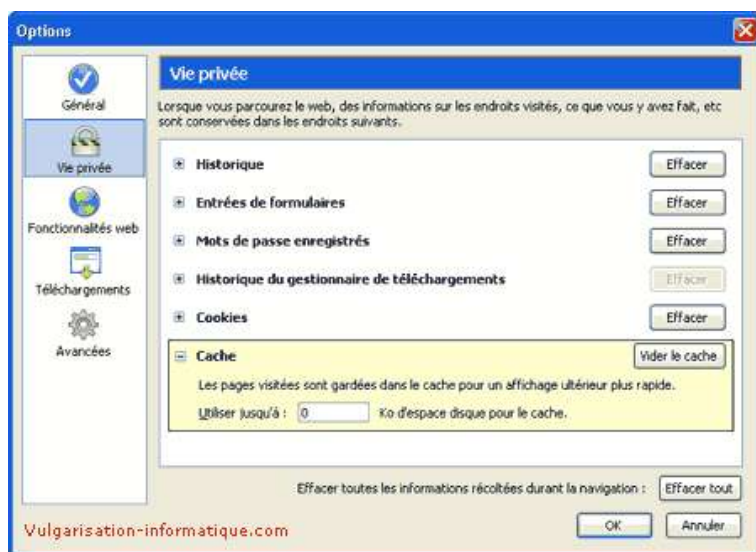 Options
Général
Vie privée
Fonctionnalités web
Téléchargements
Avancées
Vie privée
Lorsque vous parcourez le web, des informations sur les endroits visités, ce que vous y avez fait, etc
sont conservées dans les endroits suivants.
Historique Effacer
Entrées de formulaires Effacer
Mots de passe enregistrés Effacer
Historique du gestionnaire de téléchargements Effacer
Cookies Effacer
Cache Vider le cache
Les pages visitées sont gardées dans le cache pour un affichage ultérieur plus rapide.
Utiliser jusqu'à : 0 Ko d'espace disque pour le cache.
Effacer toutes les informations récoltées durant la navigation : Effacer tout
OK Annuler
Vulgarisation-informatique.com